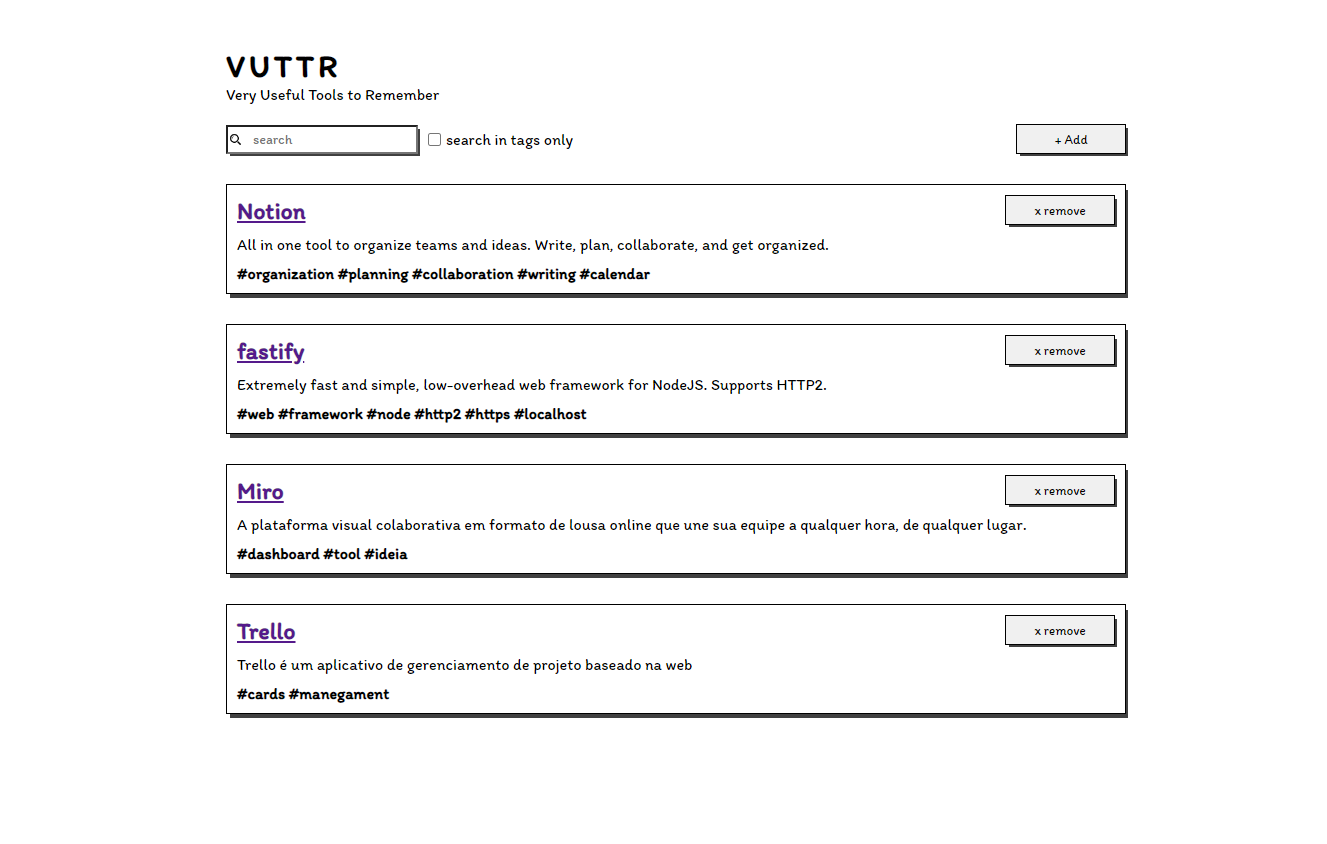 VUTTR
Very Useful Tools to Remember
search
search in tags only
+ Add
Notion
x remove
All in one tool to organize teams and ideas. Write, plan, collaborate, and get organized.
#organization #planning #collaboration #writing #calendar
fastify
x remove
Extremely fast and simple, low-overhead web framework for NodeJS. Supports HTTP2.
#web #framework #node #http2 #https #localhost
Miro
x remove
A plataforma visual colaborativa em formato de lousa online que une sua equipe a qualquer hora, de qualquer lugar.
#dashboard #tool #ideia
Trello
x remove
Trello é um aplicativo de gerenciamento de projeto baseado na web
#cards #manegament